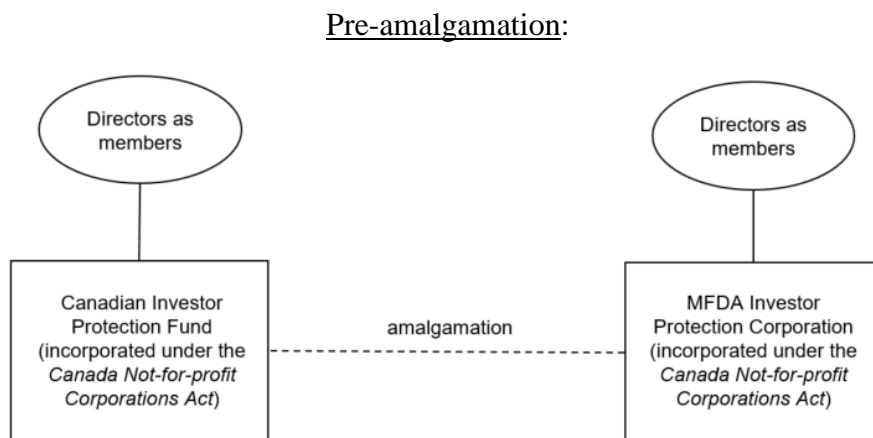 Pre-amalgamation:
Directors as
members
Directors as
members
Canadian Investor
Protection Fund
(incorporated under the
Canada Not-for-profit
Corporations Act)
amalgamation
MFDA Investor
Protection Corporation
(incorporated under the
Canada Not-for-profit
Corporations Act)